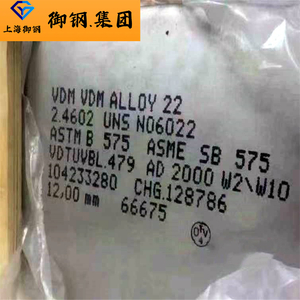 御钢.集团
上海御钢
VDM VDM ALLOY 22
2.4602 UNS N06022
ASTM B 575 ASME SB 575
VDTUVBL.479 AD 2000 W2\W10
104233280 CHG.128786
12,00 mm 66675